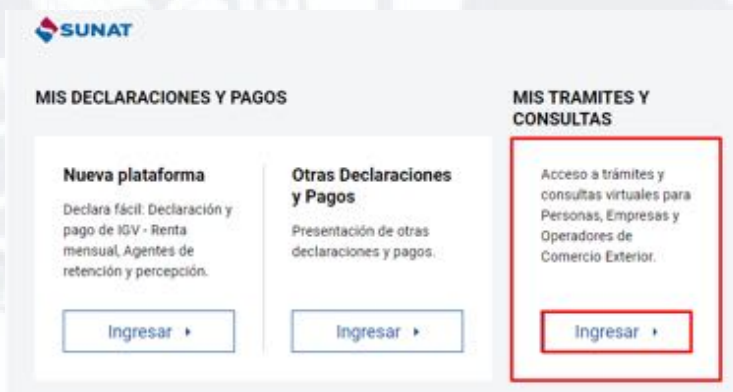 SUNAT
MIS DECLARACIONES Y PAGOS
Nueva plataforma
Declara fácil: Declaración y
pago de IGV - Renta
mensual, Agentes de
retención y percepción.
Ingresar
Otras Declaraciones
y Pagos
Presentación de otras
declaraciones y pagos.
Ingresar
MIS TRAMITES Y
CONSULTAS
Acceso a trámites y
consultas virtuales para
Personas, Empresas y
Operadores de
Comercio Exterior.
Ingresar